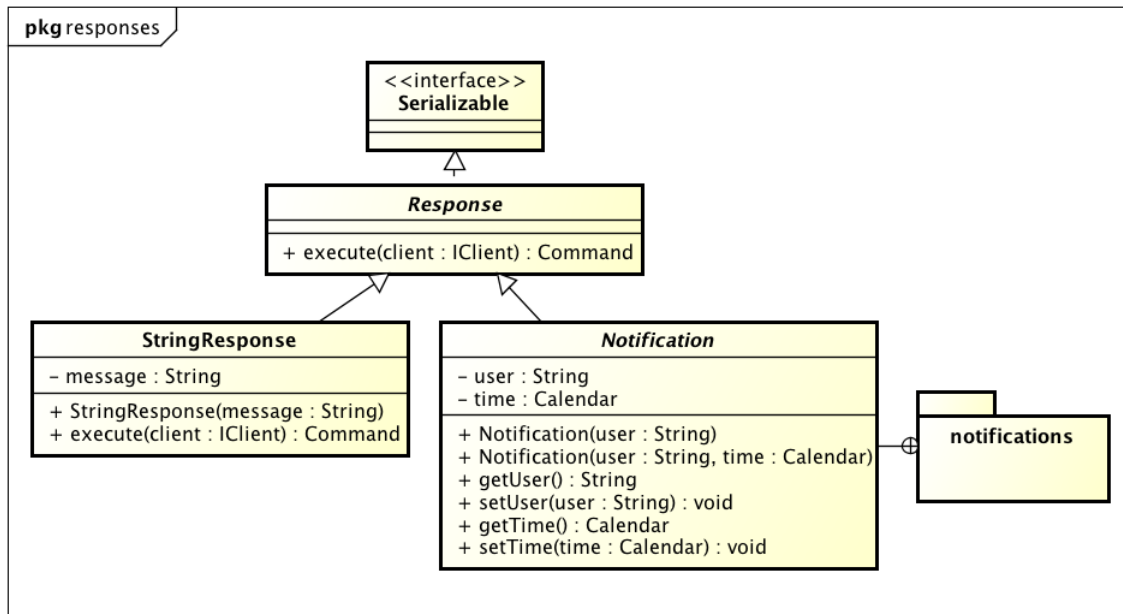 pkg responses
<<interface>>
Serializable
Response
+ execute(client : IClient) : Command
StringResponse
– message : String
+ StringResponse(message : String)
+ execute(client : IClient) : Command
Notification
– user : String
– time : Calendar
+ Notification(user : String)
+ Notification(user : String, time : Calendar)
+ getUser() : String
+ setUser(user : String) : void
+ getTime() : Calendar
+ setTime(time : Calendar) : void
notifications